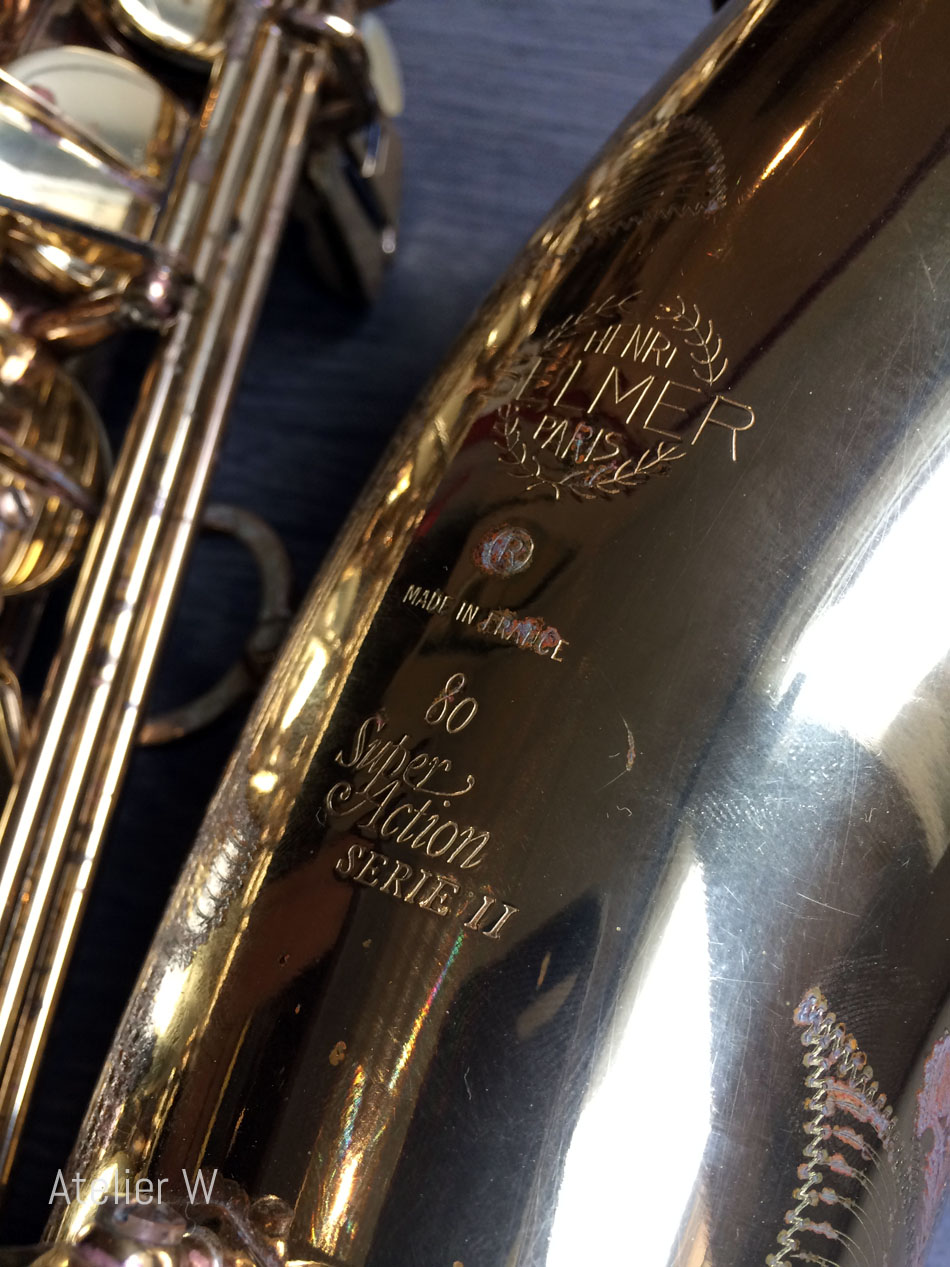 HENRI
SELMER
PARIS
R
MADE IN FRANCE
80
Super
Action
SERIE II
Atelier W